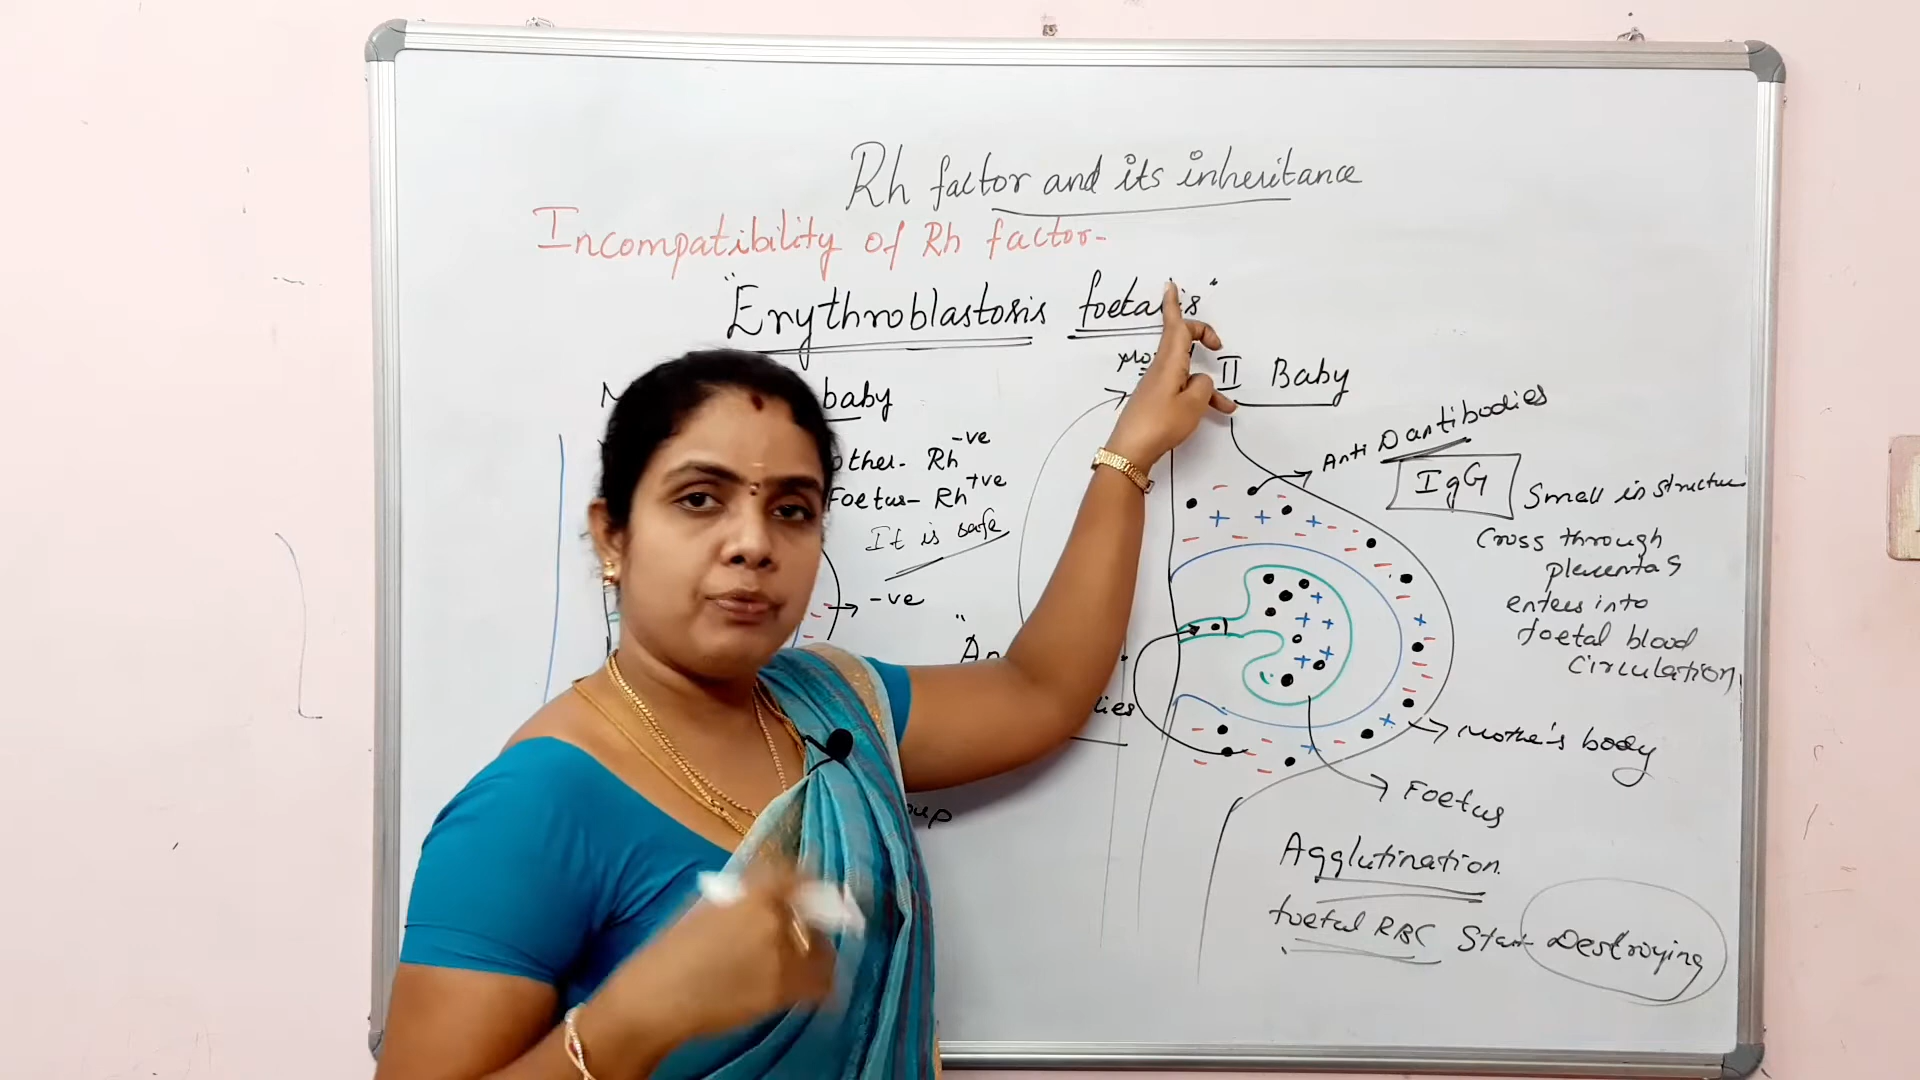 Rh factor and its inheritance
Incompatibility of Rh factor-
"Erythroblastosis foetalis"
baby
other- Rh -ve
Foetus- Rh +ve
It is safe
-ve
II Baby
Anti D antibodies
IgG
Small in structure
Cross through
placentas
enters into
foetal blood
circulation
Mother's body
Foetus
Agglutination.
foetal RBC Start Destroying